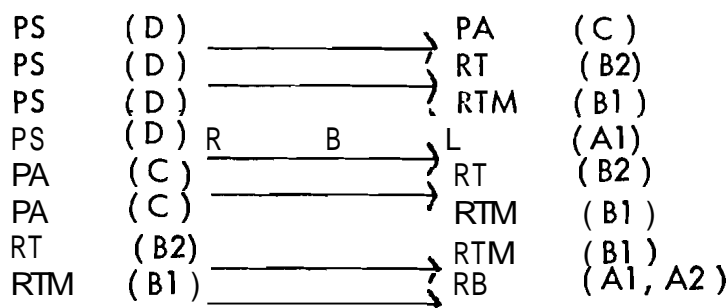 PS (D) PA (C)
PS (D) RT (B2)
PS (D) RTM (B1)
PS (D) R B L (A1)
PA (C) RT (B2)
PA (C) RTM (B1)
RT (B2) RTM (B1)
RTM (B1) RB (A1, A2)